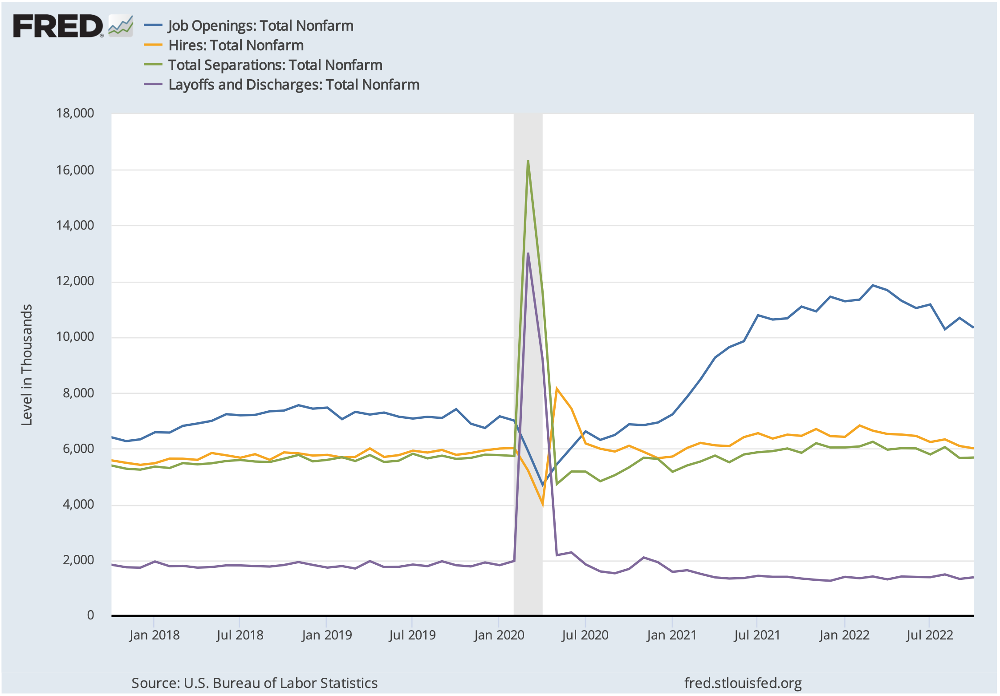 FRED®
Job Openings: Total Nonfarm
Hires: Total Nonfarm
Total Separations: Total Nonfarm
Layoffs and Discharges: Total Nonfarm
18,000
16,000
14,000
12,000
10,000
8,000
6,000
4,000
2,000
0
Level in Thousands
Jan 2018 Jul 2018 Jan 2019 Jul 2019 Jan 2020 Jul 2020 Jan 2021 Jul 2021 Jan 2022 Jul 2022
Source: U.S. Bureau of Labor Statistics fred.stlouisfed.org